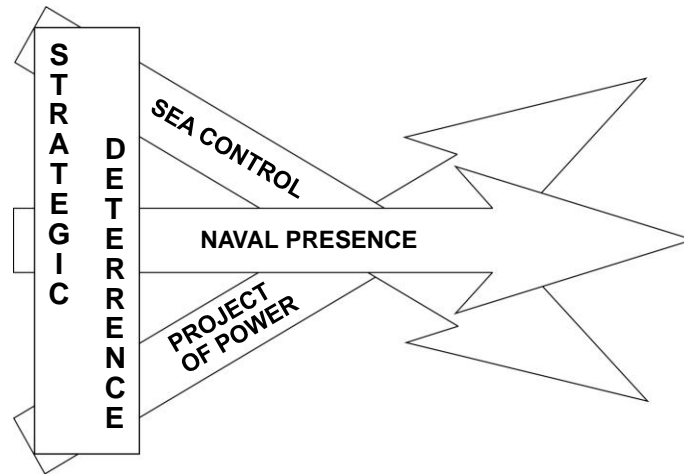 STRATEGIC
DETERRENCE
SEA CONTROL
NAVAL PRESENCE
PROJECT
OF POWER